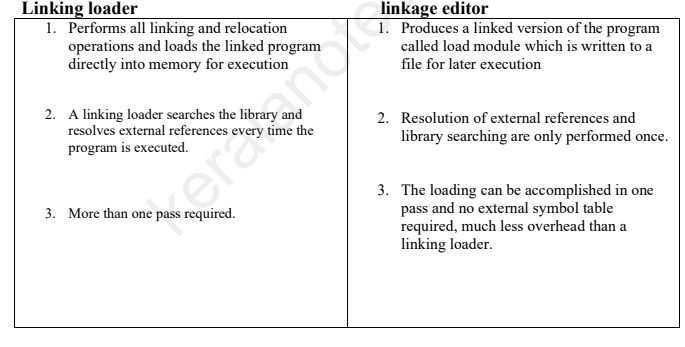 Linking loader
1. Performs all linking and relocation
operations and loads the linked program
directly into memory for execution
2. A linking loader searches the library and
resolves external references every time the
program is executed.
3. More than one pass required.
linkage editor
1. Produces a linked version of the program
called load module which is written to a
file for later execution
2. Resolution of external references and
library searching are only performed once.
3. The loading can be accomplished in one
pass and no external symbol table
required, much less overhead than a
linking loader.
keralanote